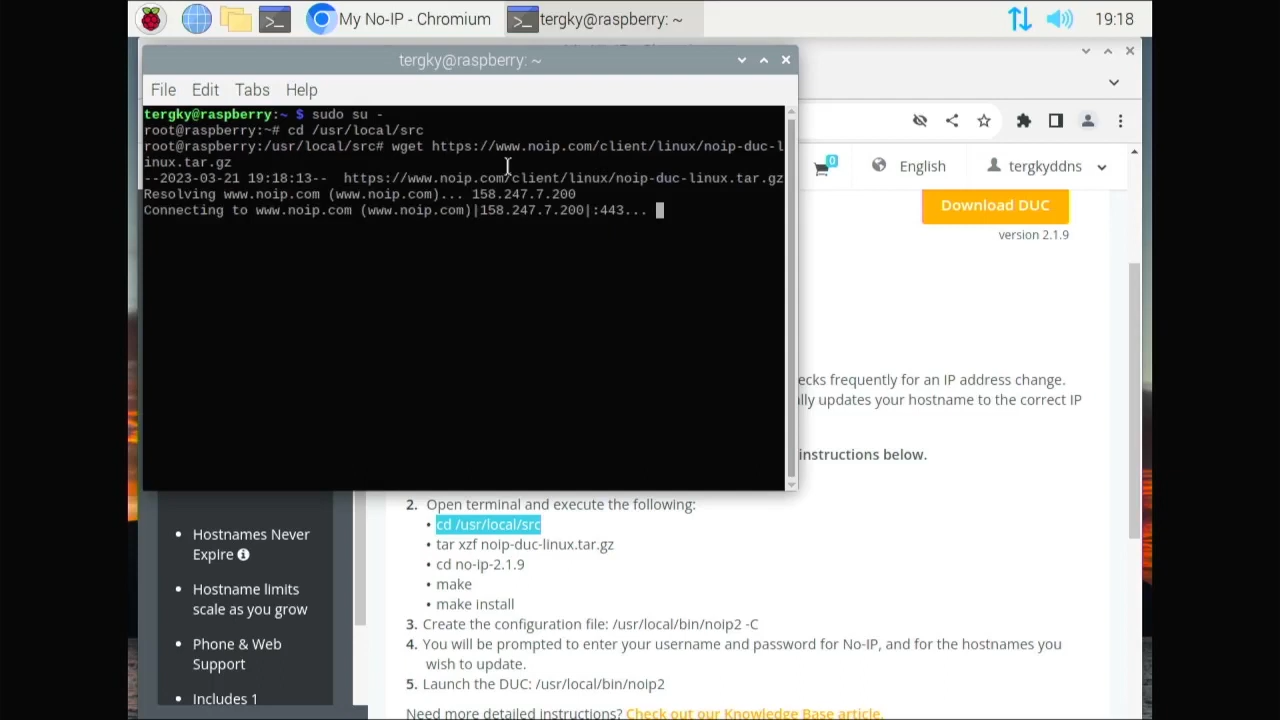 My No-IP - Chromium
tergky@raspberry: ~
19:18
tergky@raspberry: ~
File Edit Tabs Help
tergky@raspberry:~ $ sudo su -
root@raspberry:~# cd /usr/local/src
root@raspberry:/usr/local/src# wget https://www.noip.com/client/linux/noip-duc-l
inux.tar.gz
--2023-03-21 19:18:13--  https://www.noip.com/client/linux/noip-duc-linux.tar.gz
Resolving www.noip.com (www.noip.com)... 158.247.7.200
Connecting to www.noip.com (www.noip.com)|158.247.7.200|:443...
0
English
tergkyddns
Download DUC
version 2.1.9
ecks frequently for an IP address change.
lly updates your hostname to the correct IP
instructions below.
2. Open terminal and execute the following:
• cd /usr/local/src
• tar xzf noip-duc-linux.tar.gz
• cd no-ip-2.1.9
• make
• make install
3. Create the configuration file: /usr/local/bin/noip2 -C
4. You will be prompted to enter your username and password for No-IP, and for the hostnames you
wish to update.
5. Launch the DUC: /usr/local/bin/noip2
Need more detailed instructions? Check out our Knowledge Base article.
• Hostnames Never
Expire
• Hostname limits
scale as you grow
• Phone & Web
Support
• Includes 1